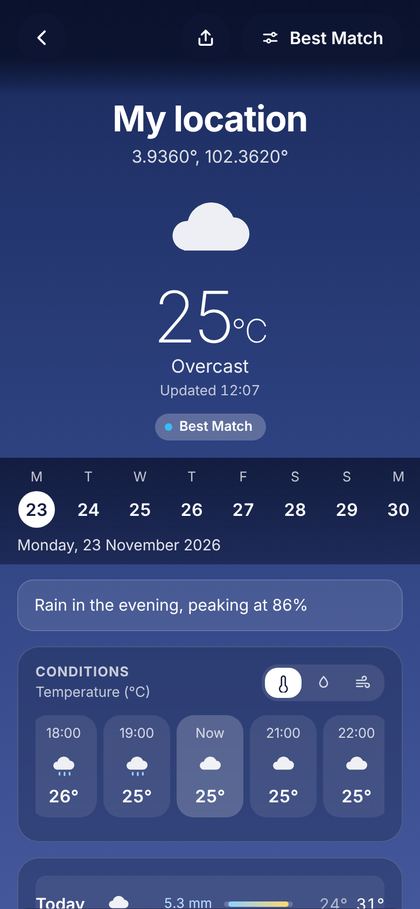 Best Match
My location
3.9360°, 102.3620°
25°C
Overcast
Updated 12:07
Best Match
M T W T F S S M
23 24 25 26 27 28 29 30
Monday, 23 November 2026
Rain in the evening, peaking at 86%
CONDITIONS
Temperature (°C)
18:00 19:00 Now 21:00 22:00
26° 25° 25° 25° 25°
Today 5.3 mm 24° 31°